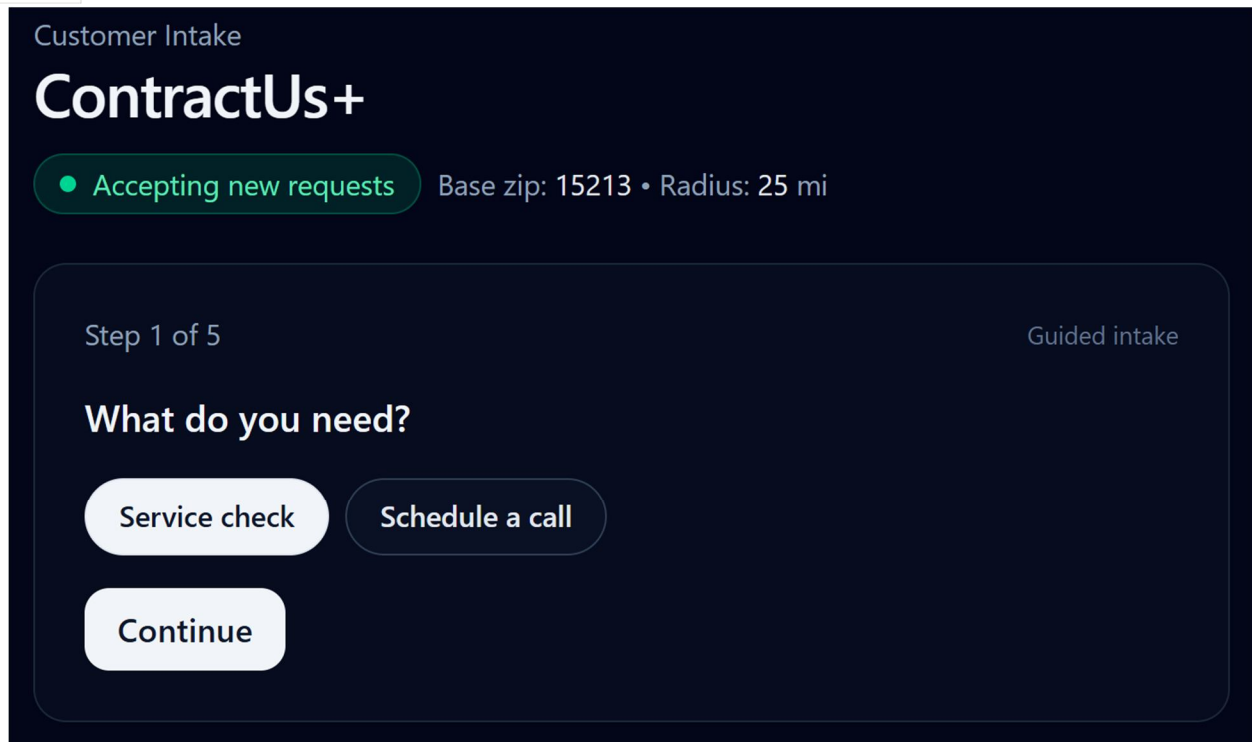 Customer Intake
ContractUs+
Accepting new requests Base zip: 15213 • Radius: 25 mi
Step 1 of 5 Guided intake
What do you need?
Service check Schedule a call
Continue